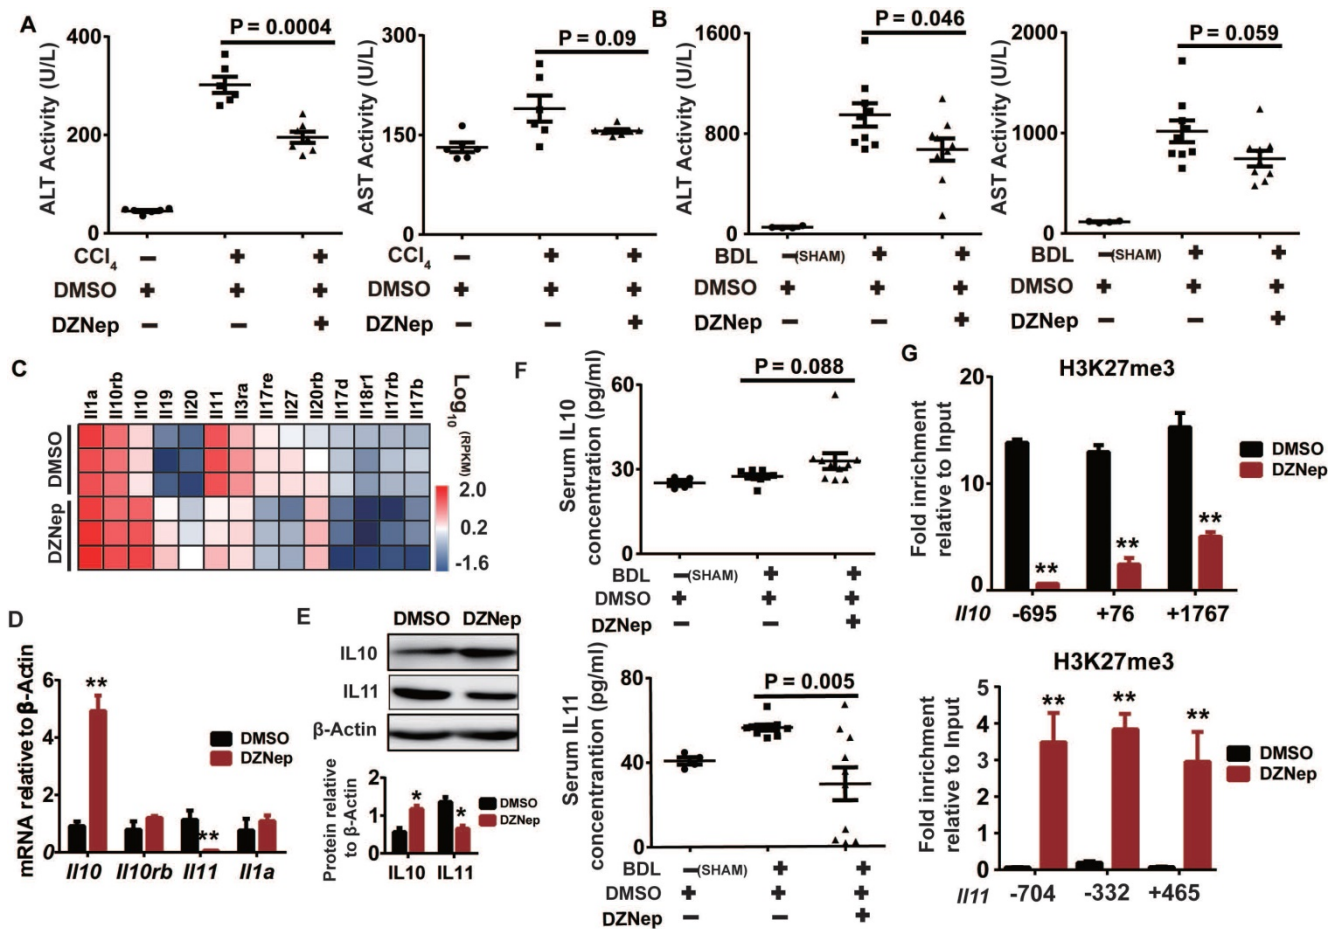 A
P = 0.0004
ALT Activity (U/L)
400
200
0
CCl4 – + +
DMSO + + +
DZNep – – +
P = 0.09
AST Activity (U/L)
300
150
0
CCl4 – + +
DMSO + + +
DZNep – – +
B
P = 0.046
ALT Activity (U/L)
1600
800
0
BDL –(SHAM) + +
DMSO + + +
DZNep – – +
P = 0.059
AST Activity (U/L)
2000
1000
0
BDL –(SHAM) + +
DMSO + + +
DZNep – – +
C
Il1a Il10rb Il10 Il19 Il20 Il11 Il3ra Il17re Il27 Il20rb Il17d Il18r1 Il17rb Il17b
DMSO
DZNep
Log10
(RPKM)
2.0
0.2
-1.6
D
mRNA relative to β-Actin
6
4
2
0
**
**
DMSO
DZNep
Il10 Il10rb Il11 Il1a
E
DMSO DZNep
IL10
IL11
β-Actin
Protein relative
to β-Actin
2
1
0
*
*
DMSO
DZNep
IL10 IL11
F
P = 0.088
Serum IL10
concentration (pg/ml)
60
30
0
BDL –(SHAM) + +
DMSO + + +
DZNep – – +
P = 0.005
Serum IL11
concentrantion (pg/ml)
80
40
0
BDL –(SHAM) + +
DMSO + + +
DZNep – – +
G
H3K27me3
Fold inrichment
relative to Input
20
15
10
5
0
**
**
**
DMSO
DZNep
Il10 -695 +76 +1767
H3K27me3
Fold inrichment
relative to Input
5
4
3
2
1
0
**
**
**
DMSO
DZNep
Il11 -704 -332 +465